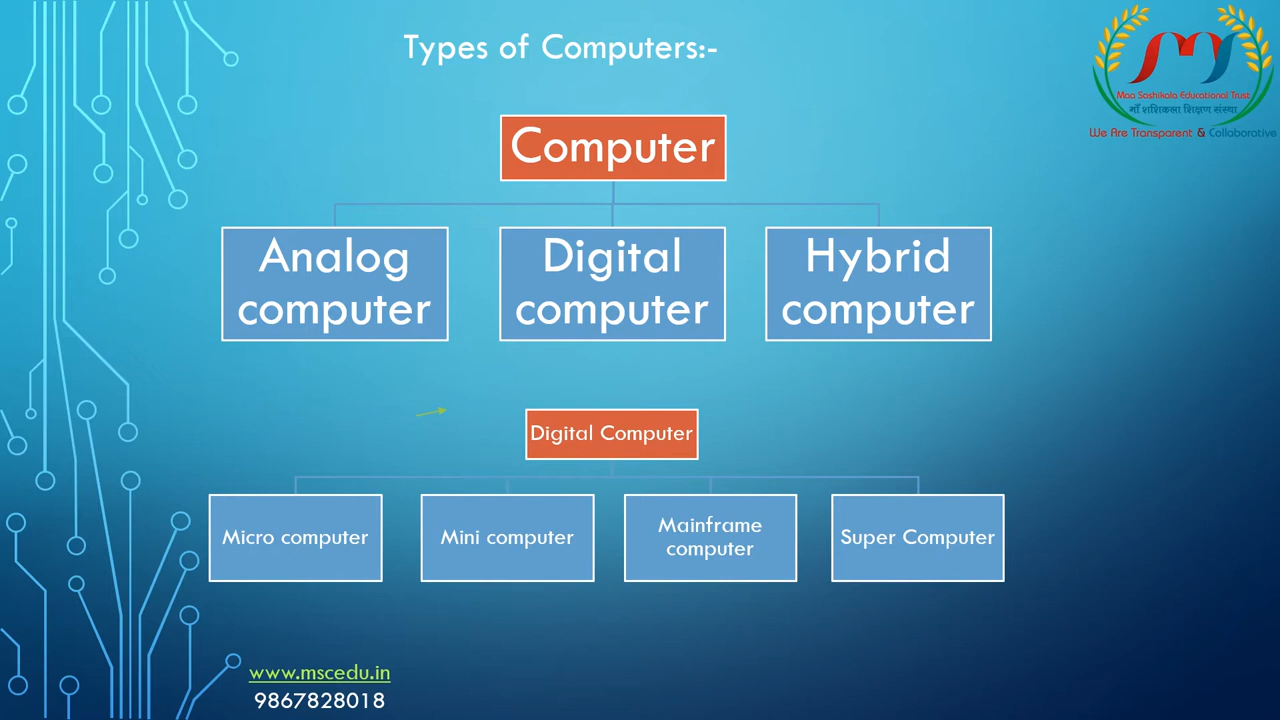 Types of Computers:-
Maa Sashikala Educational Trust
माँ शशिकला शिक्षण संस्था
We Are Transparent & Collaborative
Computer
Analog
computer
Digital
computer
Hybrid
computer
Digital Computer
Micro computer
Mini computer
Mainframe
computer
Super Computer
www.mscedu.in
9867828018